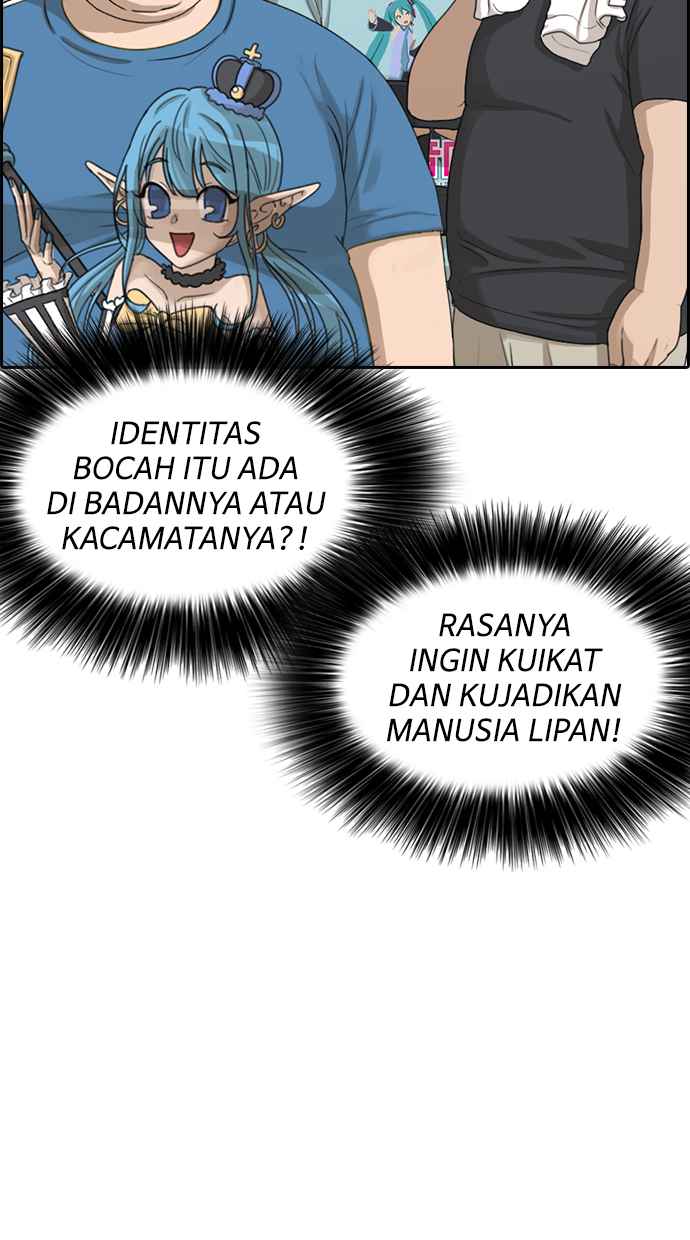 IDENTITAS
BOCAH ITU ADA
DI BADANNYA ATAU
KACAMATANYA?!
RASANYA
INGIN KUIKAT
DAN KUJADIKAN
MANUSIA LIPAN!